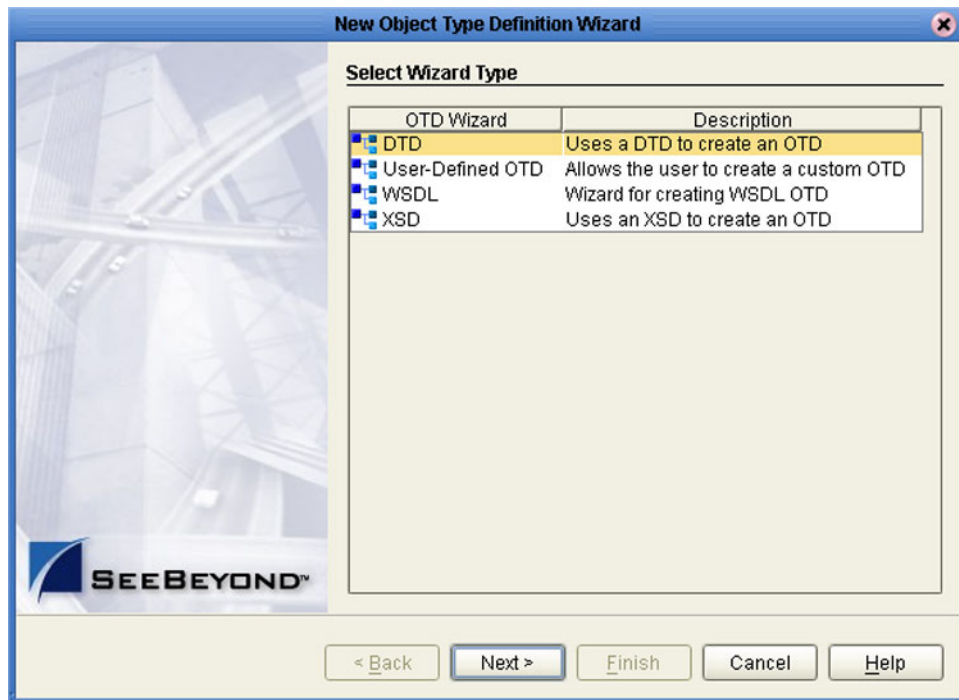 New Object Type Definition Wizard
Select Wizard Type
OTD Wizard Description
DTD Uses a DTD to create an OTD
User-Defined OTD Allows the user to create a custom OTD
WSDL Wizard for creating WSDL OTD
XSD Uses an XSD to create an OTD
SEEBEYOND™
< Back Next > Finish Cancel Help